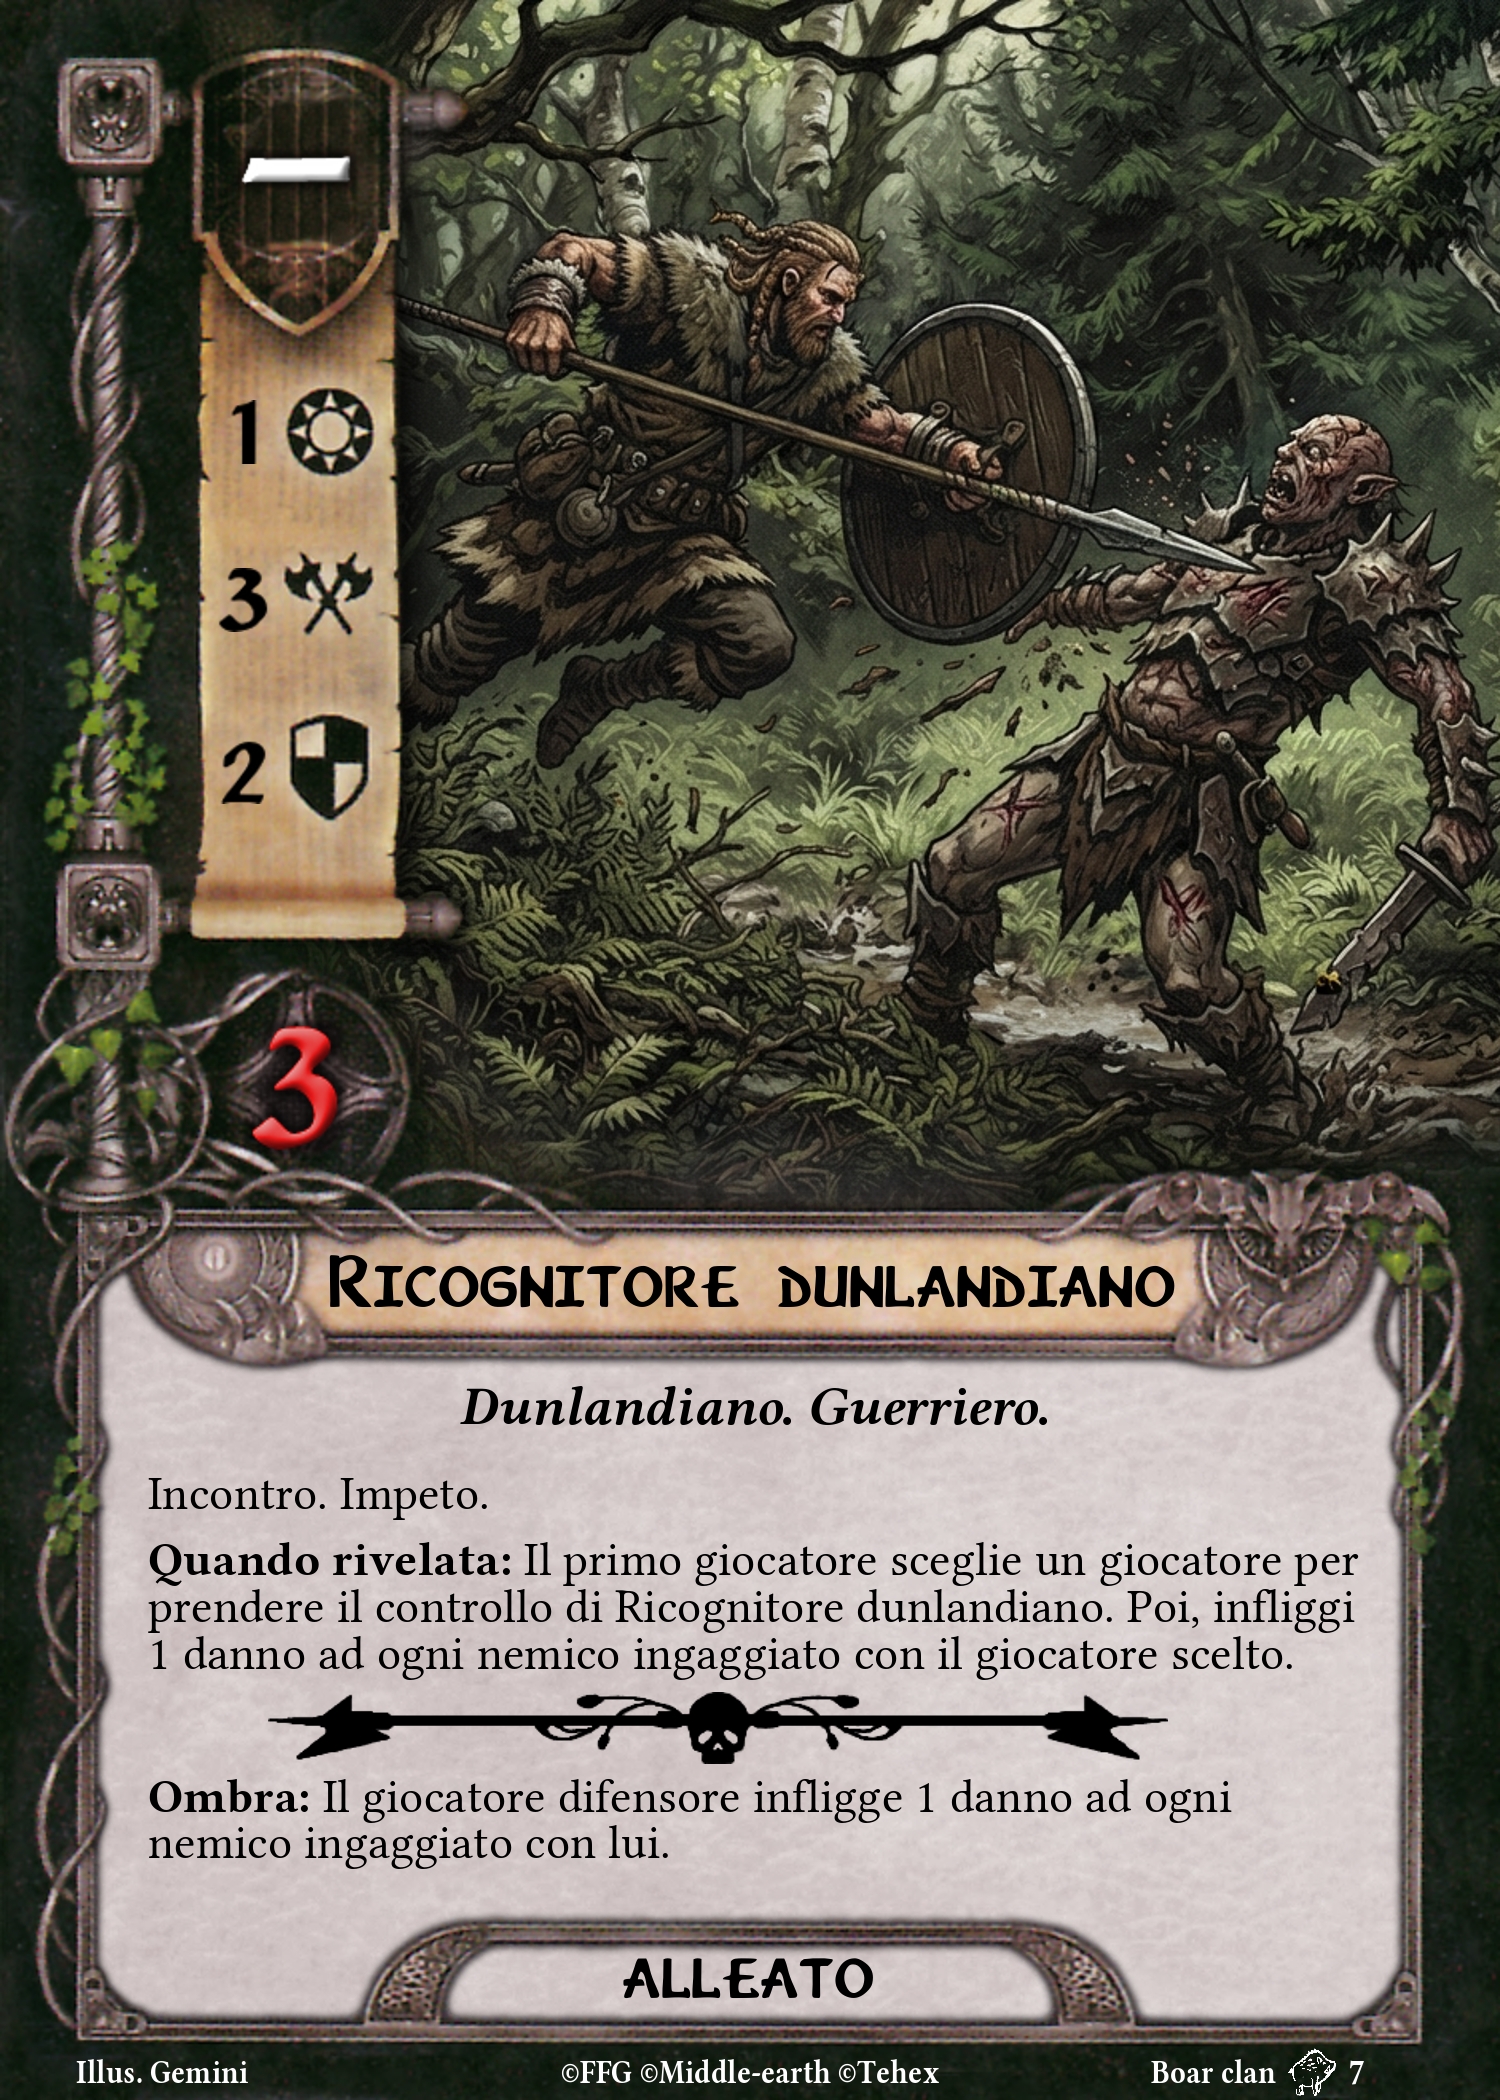 –
1
3
2
3
Ricognitore dunlandiano
Dunlandiano. Guerriero.
Incontro. Impeto.
Quando rivelata: Il primo giocatore sceglie un giocatore per
prendere il controllo di Ricognitore dunlandiano. Poi, infliggi
1 danno ad ogni nemico ingaggiato con il giocatore scelto.
Ombra: Il giocatore difensore infligge 1 danno ad ogni
nemico ingaggiato con lui.
ALLEATO
Illus. Gemini ©FFG ©Middle-earth ©Tehex Boar clan 7